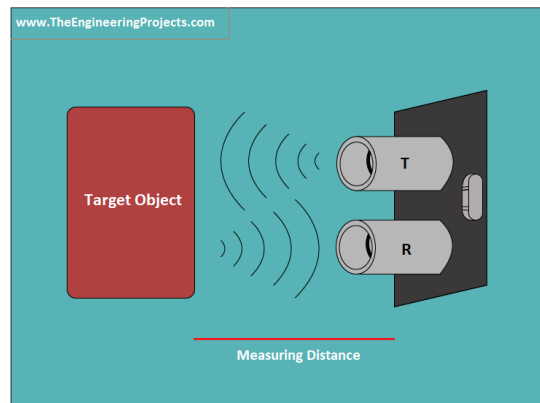 www.TheEngineeringProjects.com
Target Object
T
R
Measuring Distance